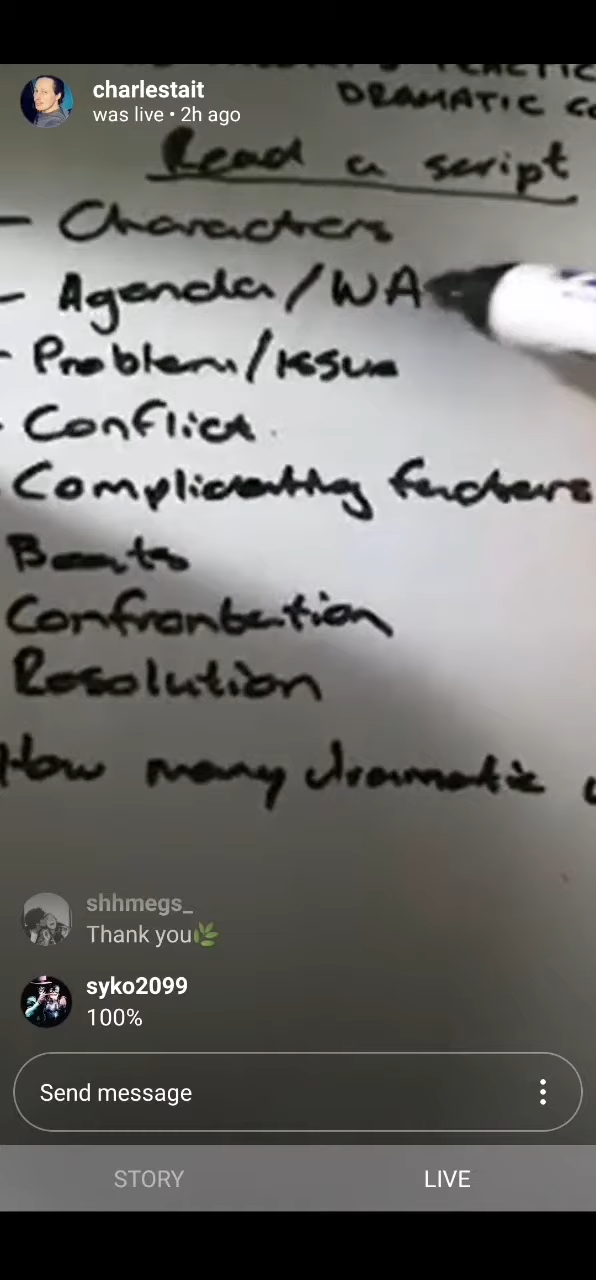 charlestait
was live • 2h ago
DRAMATIC
Read a script
- Characters
- Agenda/WA
- Problem/Issue
- Conflict
Complicating factors
Beats
Confrontation
Resolution
How many dramatic
shhmegs_
Thank you🌿
syko2099
100%
Send message
STORY LIVE